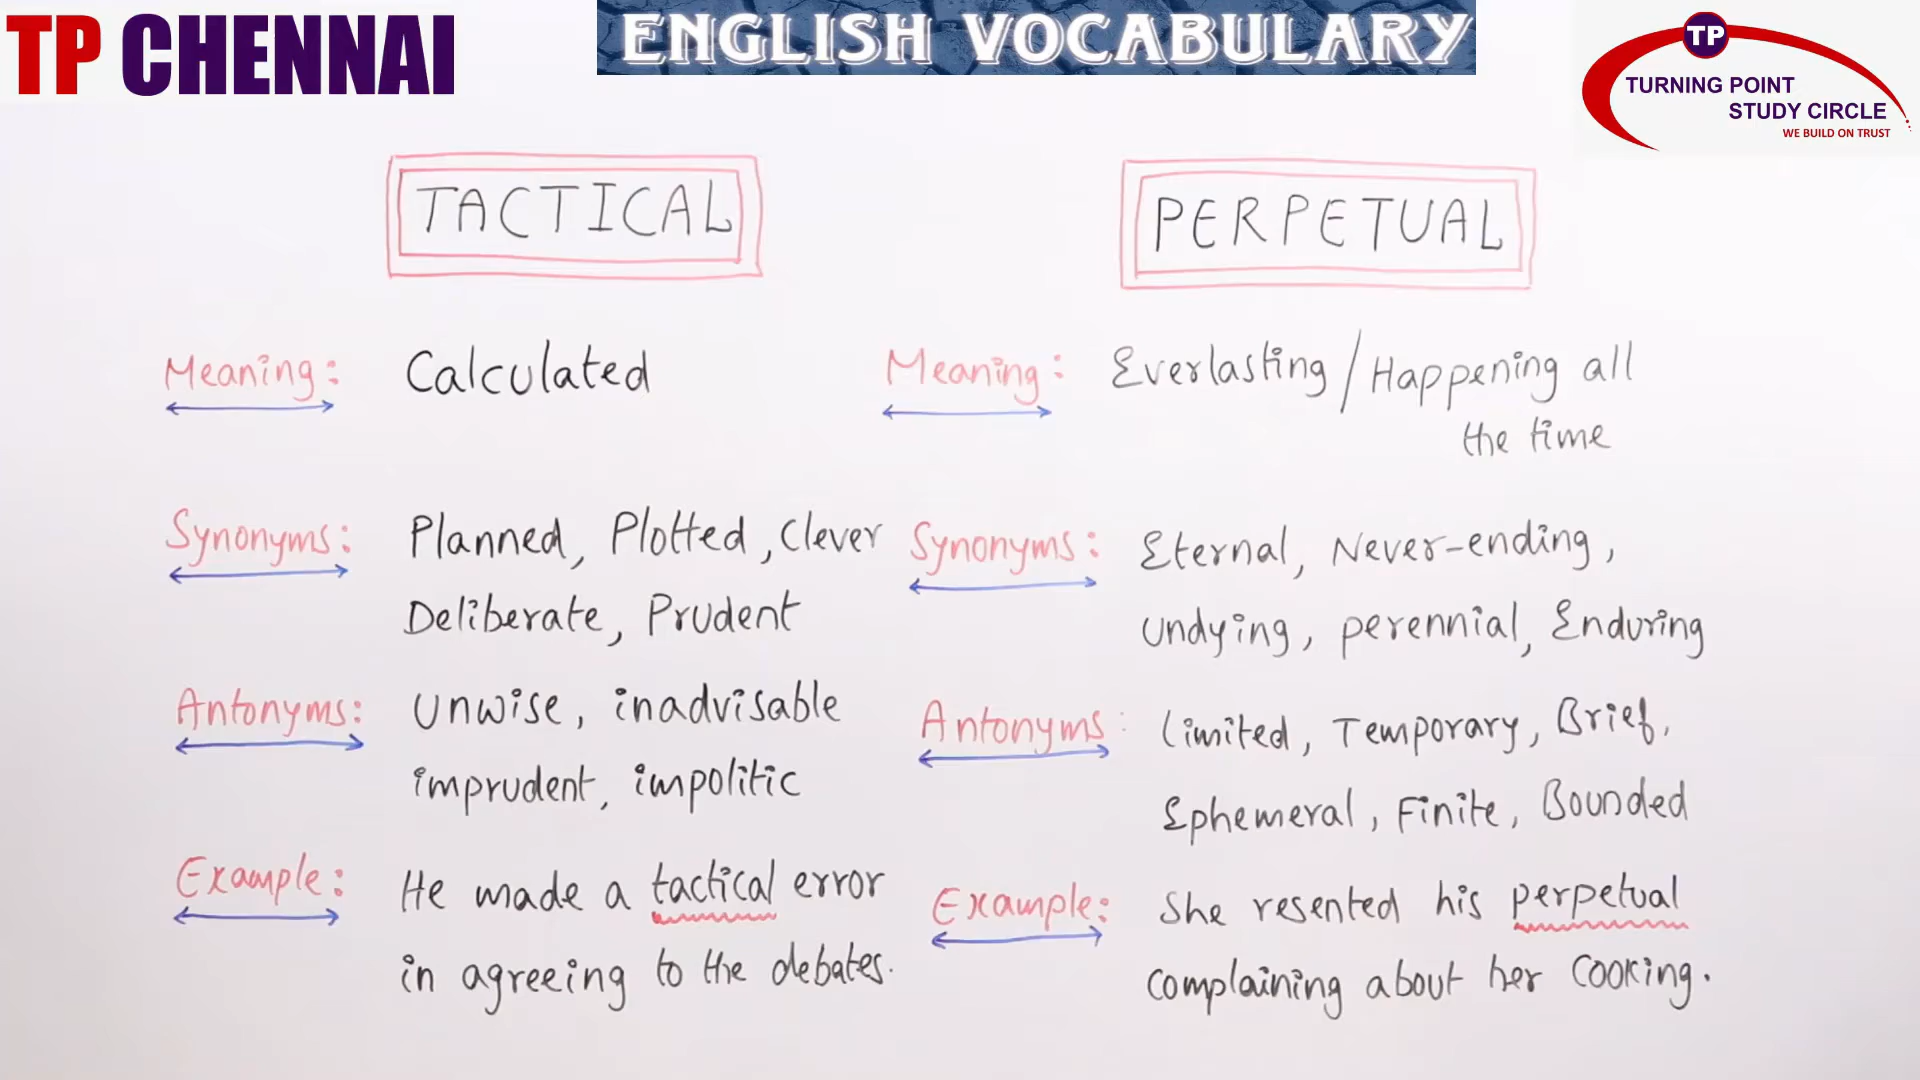 TP CHENNAI
ENGLISH VOCABULARY
TP
TURNING POINT
STUDY CIRCLE
WE BUILD ON TRUST
TACTICAL
Meaning: Calculated
Synonyms: Planned, Plotted, Clever
Deliberate, Prudent
Antonyms: Unwise, inadvisable
imprudent, impolitic
Example: He made a tactical error
in agreeing to the debates.
PERPETUAL
Meaning: Everlasting / Happening all
the time
Synonyms: Eternal, Never-ending,
Undying, perennial, Enduring
Antonyms: Limited, Temporary, Brief,
Ephemeral, Finite, Bounded
Example: She resented his perpetual
complaining about her cooking.